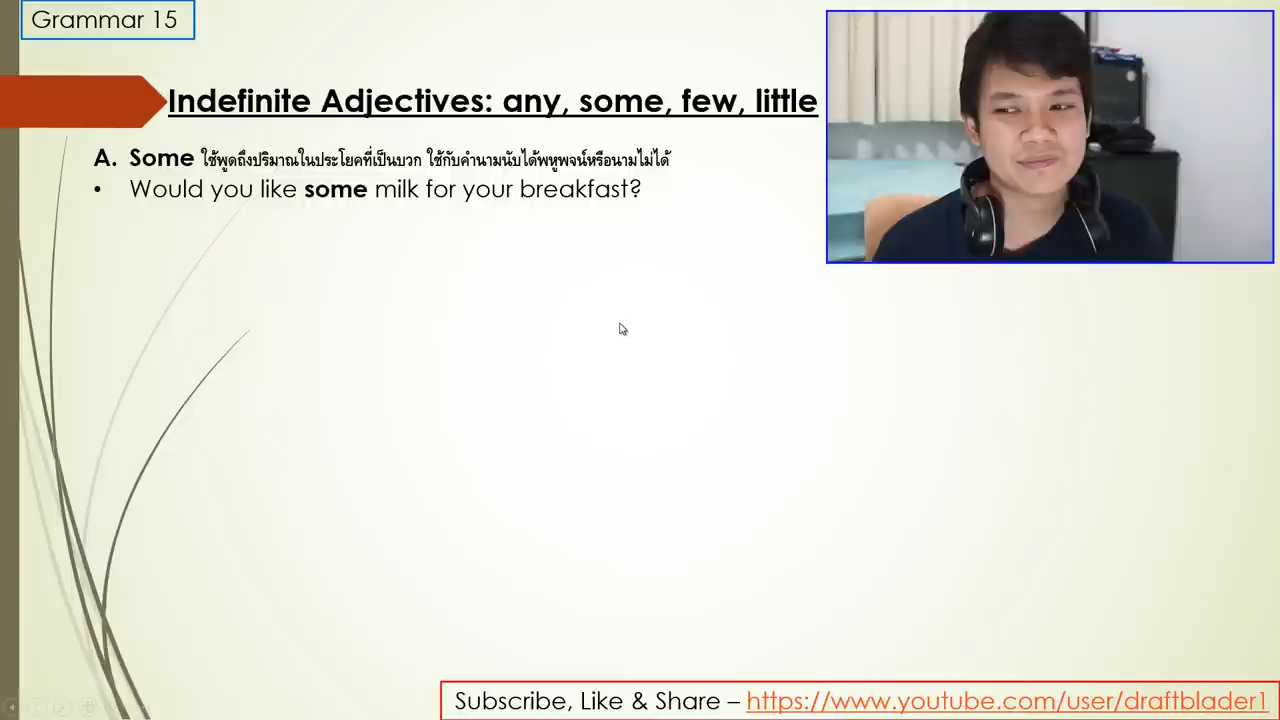 Grammar 15
Indefinite Adjectives: any, some, few, little
A. Some ใช้พูดถึงปริมาณในประโยคที่เป็นบวก ใช้กับคำนามนับได้พหูพจน์หรือนามไม่ได้
• Would you like some milk for your breakfast?
Subscribe, Like & Share – https://www.youtube.com/user/draftblader1